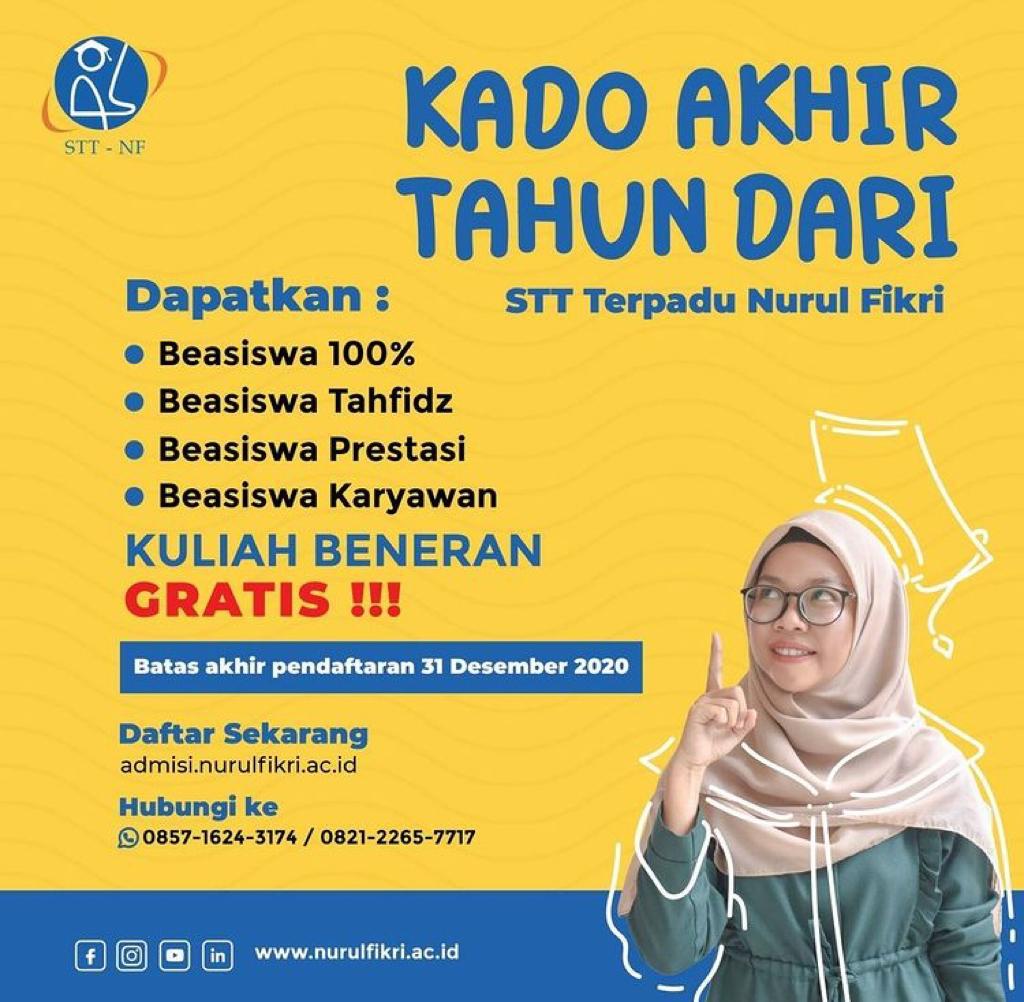 STT - NF
KADO AKHIR
TAHUN DARI
STT Terpadu Nurul Fikri
Dapatkan :
Beasiswa 100%
Beasiswa Tahfidz
Beasiswa Prestasi
Beasiswa Karyawan
KULIAH BENERAN
GRATIS !!!
Batas akhir pendaftaran 31 Desember 2020
Daftar Sekarang
admisi.nurulfikri.ac.id
Hubungi ke
0857-1624-3174 / 0821-2265-7717
www.nurulfikri.ac.id